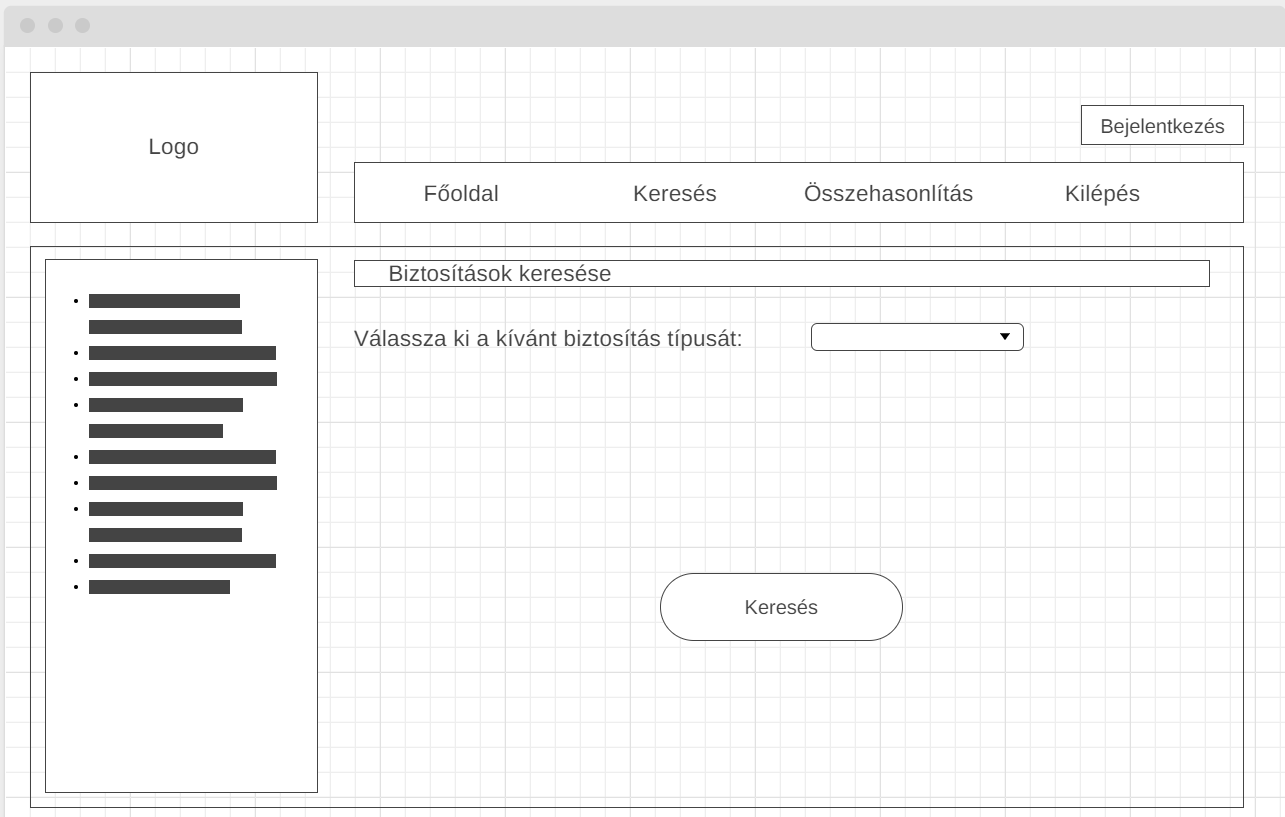 Logo
Bejelentkezés
Főoldal Keresés Összehasonlítás Kilépés
Biztosítások keresése
Válassza ki a kívánt biztosítás típusát:
Keresés